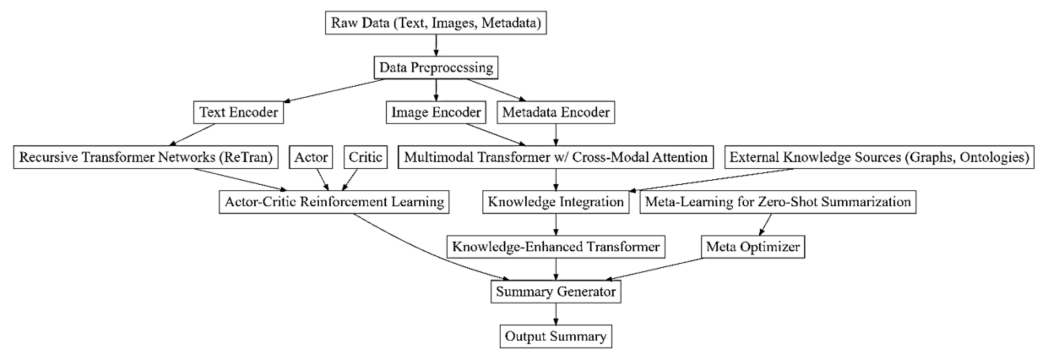 Raw Data (Text, Images, Metadata)
Data Preprocessing
Text Encoder
Image Encoder
Metadata Encoder
Recursive Transformer Networks (ReTran)
Actor
Critic
Multimodal Transformer w/ Cross-Modal Attention
External Knowledge Sources (Graphs, Ontologies)
Actor-Critic Reinforcement Learning
Knowledge Integration
Meta-Learning for Zero-Shot Summarization
Knowledge-Enhanced Transformer
Meta Optimizer
Summary Generator
Output Summary